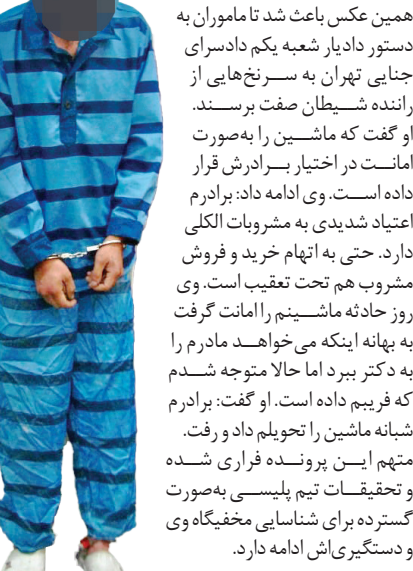 همین عکس باعث شد تا ماموران به
دستور دادیار شعبه یکم دادسرای
جنایی تهران به سرنخ‌هایی از
راننده شیطان صفت برسند.
او گفت که ماشین را به‌صورت
امانت در اختیار برادرش قرار
داده است. وی ادامه داد: برادرم
اعتیاد شدیدی به مشروبات الکلی
دارد. حتی به اتهام خرید و فروش
مشروب هم تحت تعقیب است. وی
روز حادثه ماشینم را امانت گرفت
به بهانه اینکه می‌خواهد مادرم را
به دکتر ببرد اما حالا متوجه شدم
که فریبم داده است. او گفت: برادرم
شبانه ماشین را تحویلم داد و رفت.
متهم این پرونده فراری شده
و تحقیقات تیم پلیسی به‌صورت
گسترده برای شناسایی مخفیگاه وی
و دستگیری‌اش ادامه دارد.